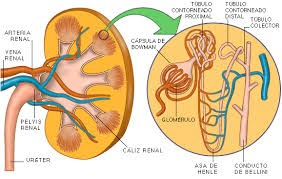 ARTERIA
RENAL
VENA
RENAL
PELVIS
RENAL
URÉTER
CÁLIZ RENAL
CÁPSULA DE
BOWMAN
TÚBULO
CONTORNEADO
PROXIMAL
TÚBULO
CONTORNEADO
DISTAL
TÚBULO
COLECTOR
GLOMÉRULO
ASA DE
HENLE
CONDUCTO
DE BELLINI